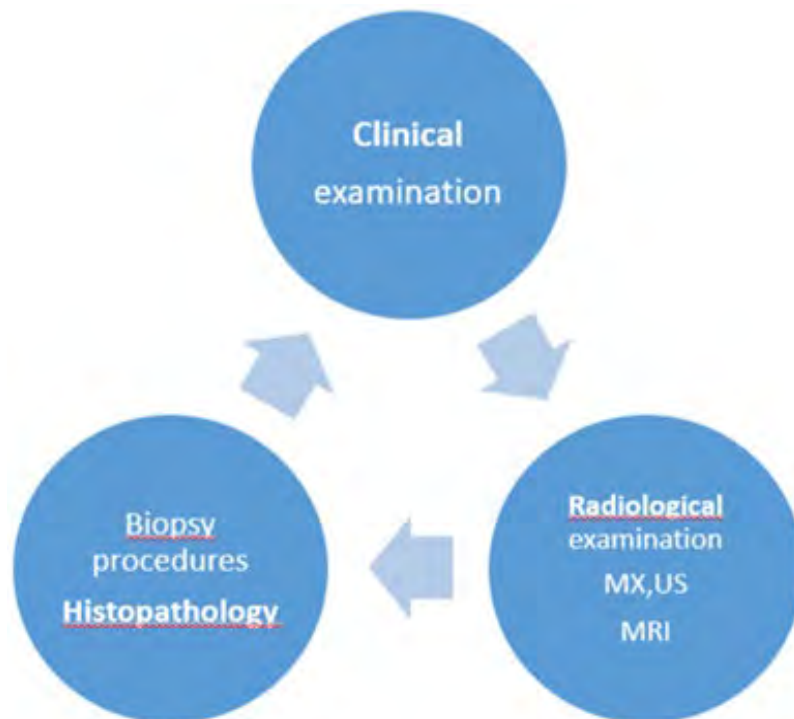 Clinical
examination
Radiological
examination
MX,US
MRI
Biopsy
procedures
Histopathology